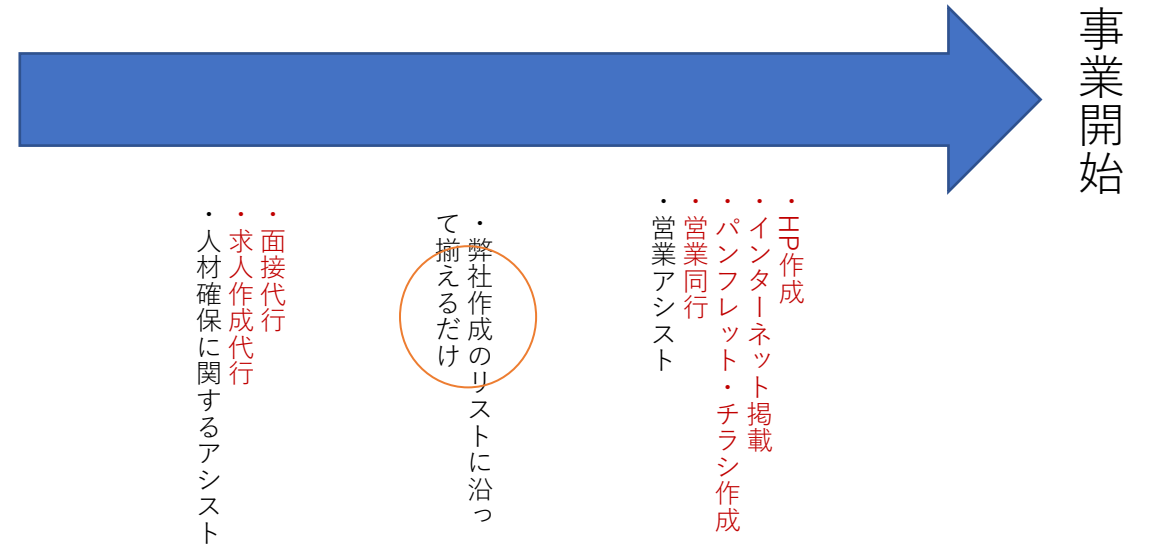 事業開始
・HP作成
・インターネット掲載
・パンフレット・チラシ作成
・営業同行
・営業アシスト
・弊社作成のリストに沿っ
て揃えるだけ
・面接代行
・求人作成代行
・人材確保に関するアシスト